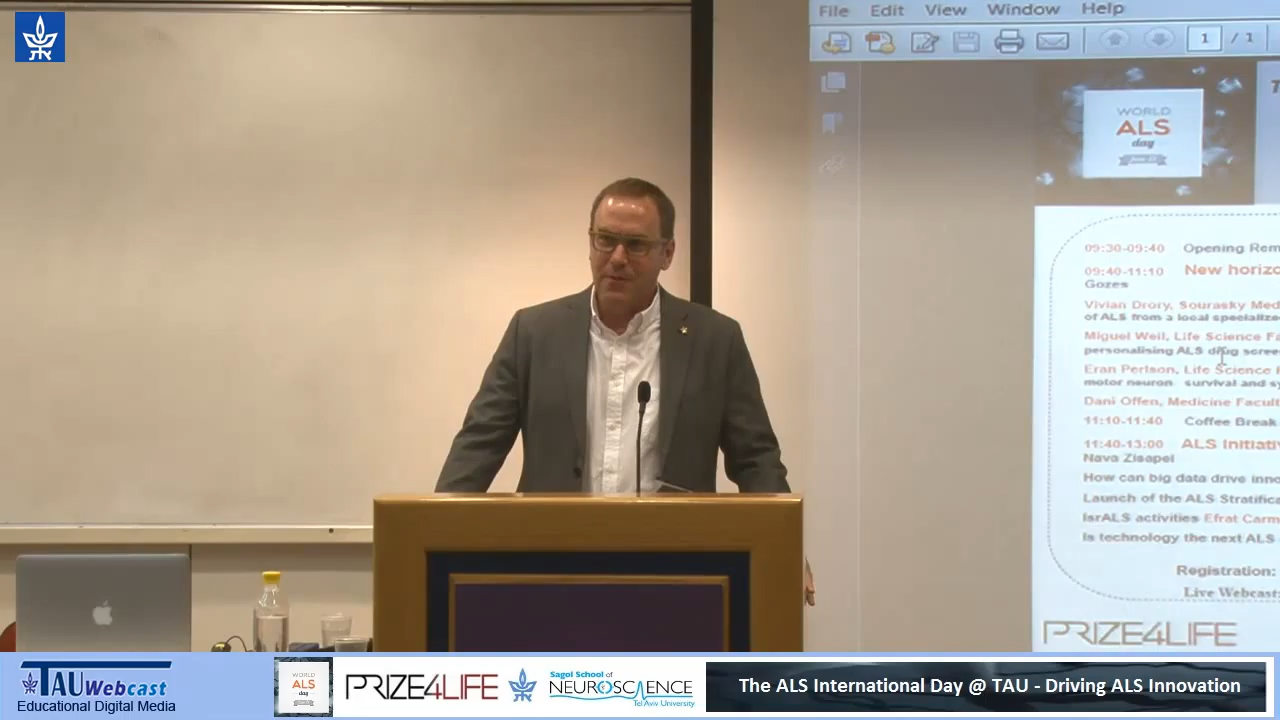 File Edit View Window Help
1 / 1
WORLD
ALS
day
09:30-09:40 Opening Rem
09:40-11:10 New horizo
Gozes
Vivian Drory, Sourasky Med
of ALS from a local specialize
Miguel Weil, Life Science Fa
personalising ALS drug scree
Eran Perlson, Life Science F
motor neuron survival and sy
Dani Offen, Medicine Facult
11:10-11:40 Coffee Break
11:40-13:00 ALS Initiativ
Nava Zisapel
How can big data drive inno
Launch of the ALS Stratifica
IsrALS activities Efrat Carm
Is technology the next ALS
Registration:
Live Webcast:
PRIZE4LIFE
TAU Webcast
Educational Digital Media
WORLD
ALS
day
PRIZE4LIFE
Sagol School of
NEUROSCIENCE
Tel Aviv University
The ALS International Day @ TAU - Driving ALS Innovation